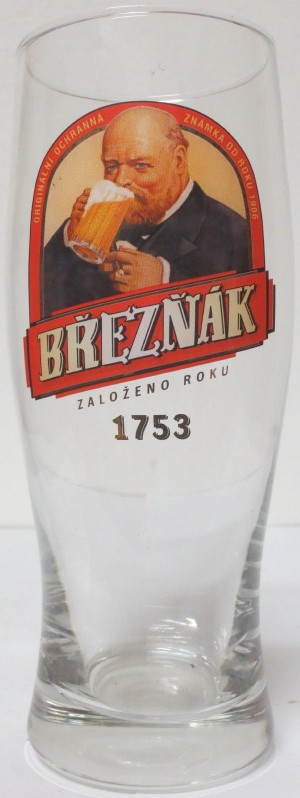 ORIGINÁLNÍ OCHRANNÁ ZNÁMKA OD ROKU 1906
BŘEZŇÁK
ZALOŽENO ROKU
1753